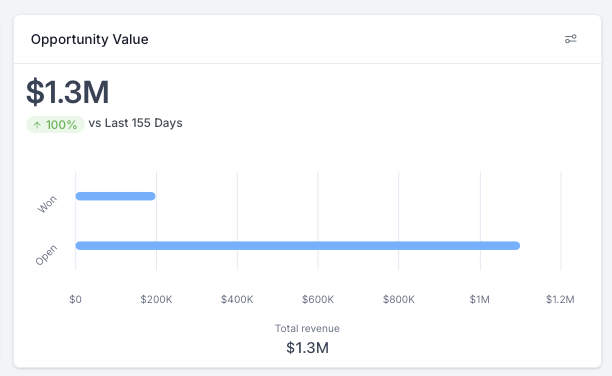 Opportunity Value
$1.3M
↑ 100% vs Last 155 Days
Won
Open
$0 $200K $400K $600K $800K $1M $1.2M
Total revenue
$1.3M